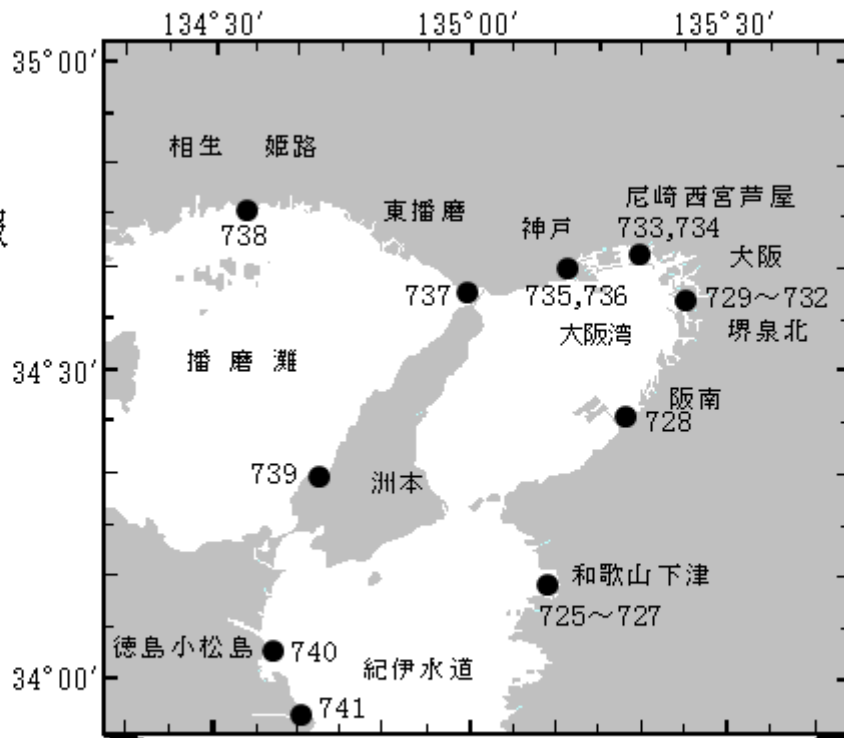 134°30′ 135°00′ 135°30′
35°00′
相生 姫路
尼崎西宮芦屋
東播磨
神戸
733,734
738
大阪
737
735,736
729～732
大阪湾
堺泉北
播磨灘
34°30′
阪南
728
739
洲本
和歌山下津
725～727
徳島小松島
740
紀伊水道
34°00′
741